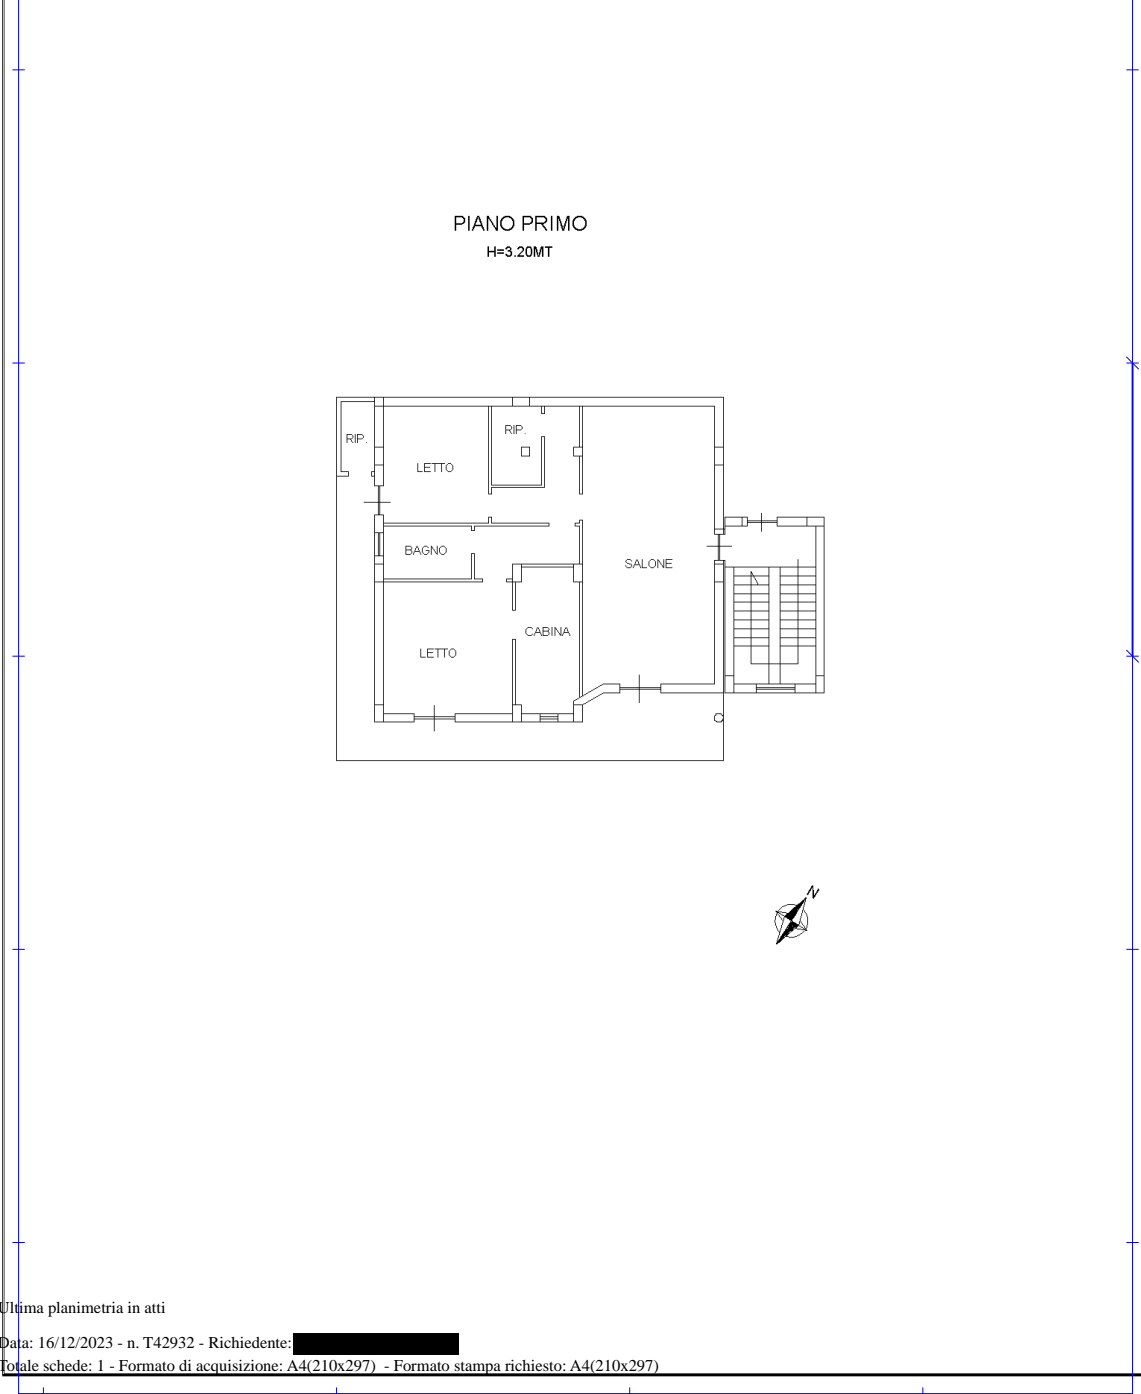 PIANO PRIMO
H=3.20MT
RIP.
RIP.
LETTO
BAGNO
SALONE
CABINA
LETTO
N
Ultima planimetria in atti
Data: 16/12/2023 - n. T42932 - Richiedente:
Totale schede: 1 - Formato di acquisizione: A4(210x297) - Formato stampa richiesto: A4(210x297)